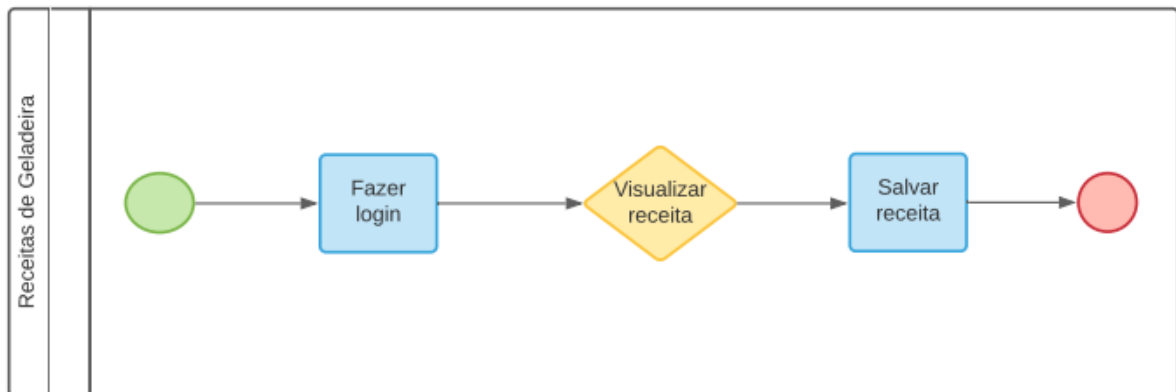 Receitas de Geladeira
Fazer
login
Visualizar
receita
Salvar
receita